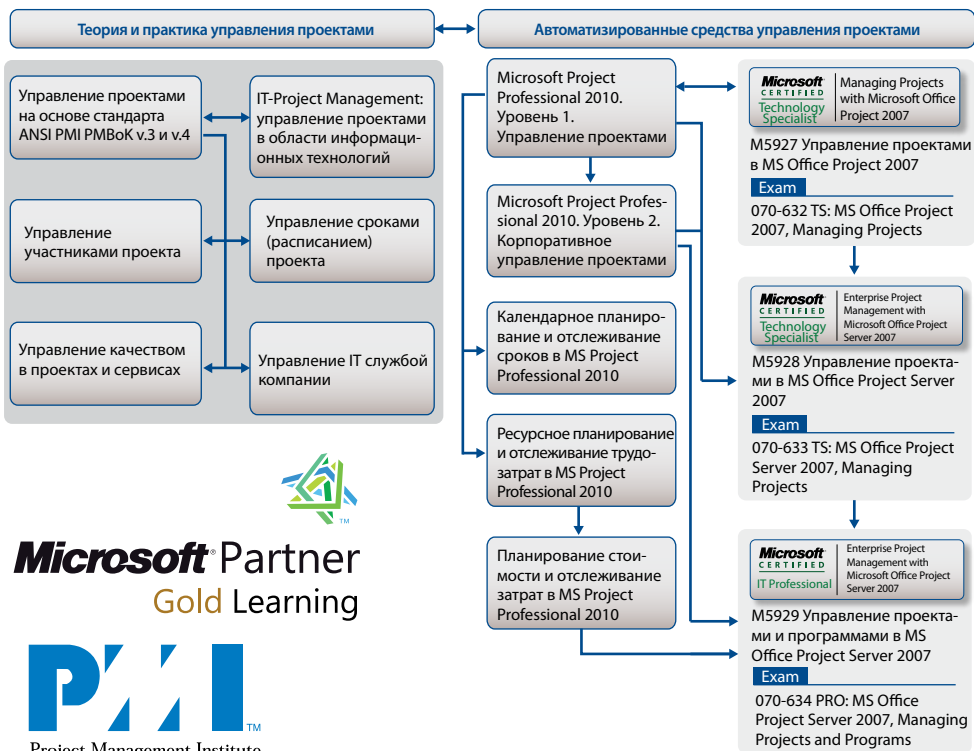 Теория и практика управления проектами
Автоматизированные средства управления проектами
Управление проектами
на основе стандарта
ANSI PMI PMBoK v.3 и v.4
IT-Project Management:
управление проектами
в области информаци-
онных технологий
Управление
участниками проекта
Управление сроками
(расписанием)
проекта
Управление качеством
в проектах и сервисах
Управление IT службой
компании
Microsoft Partner
Gold Learning
PMI
Project Management Institute
Microsoft Project
Professional 2010.
Уровень 1.
Управление проектами
Microsoft Project Profes-
sional 2010. Уровень 2.
Корпоративное
управление проектами
Календарное планиро-
вание и отслеживание
сроков в MS Project
Professional 2010
Ресурсное планирование
и отслеживание трудо-
затрат в MS Project
Professional 2010
Планирование стои-
мости и отслеживание
затрат в MS Project
Professional 2010
Microsoft
CERTIFIED
Technology
Specialist
Managing Projects
with Microsoft Office
Project 2007
M5927 Управление проектами
в MS Office Project 2007
Exam
070-632 TS: MS Office Project
2007, Managing Projects
Microsoft
CERTIFIED
Technology
Specialist
Enterprise Project
Management with
Microsoft Office Project
Server 2007
M5928 Управление проекта-
ми в MS Office Project Server
2007
Exam
070-633 TS: MS Office Project
Server 2007, Managing
Projects
Microsoft
CERTIFIED
IT Professional
Enterprise Project
Management with
Microsoft Office Project
Server 2007
M5929 Управление проекта-
ми и программами в MS
Office Project Server 2007
Exam
070-634 PRO: MS Office
Project Server 2007, Managing
Projects and Programs